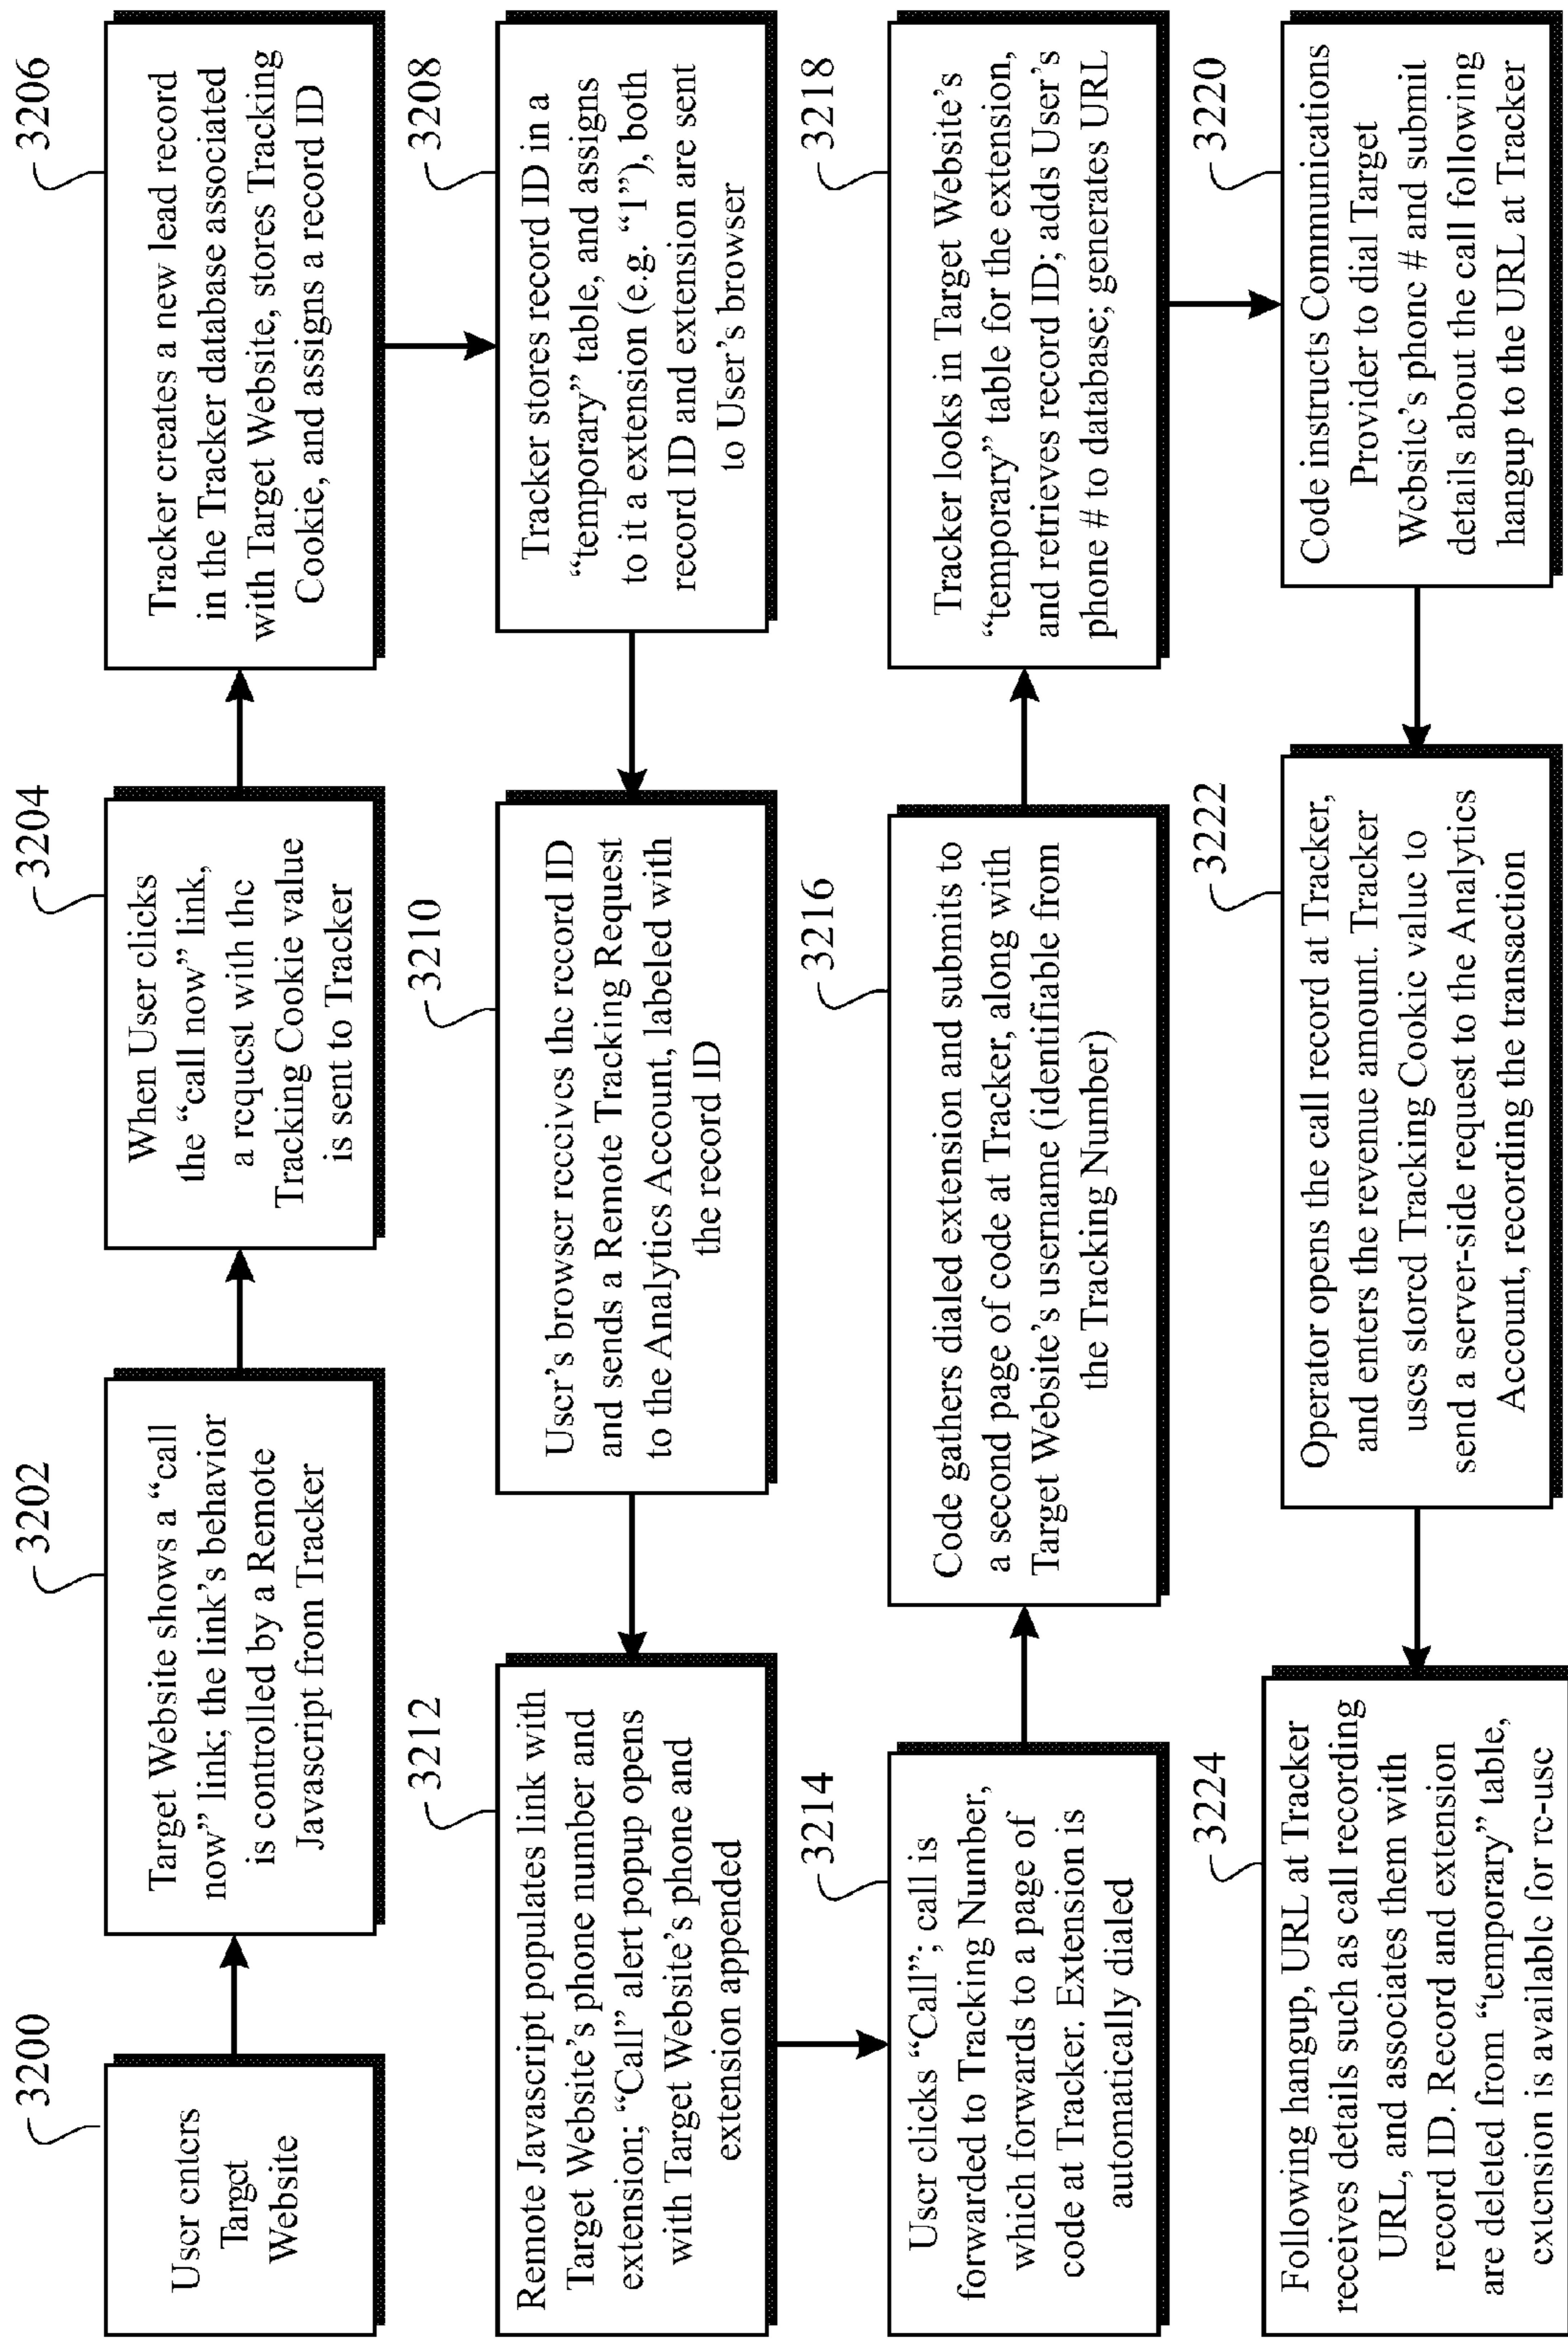 3200
User enters
Target
Website
3202
Target Website shows a “call
now” link; the link's behavior
is controlled by a Remote
Javascript from Tracker
3204
When User clicks
the “call now” link,
a request with the
Tracking Cookie value
is sent to Tracker
3206
Tracker creates a new lead record
in the Tracker database associated
with Target Website, stores Tracking
Cookie, and assigns a record ID
3208
Tracker stores record ID in a
“temporary” table, and assigns
to it a extension (e.g. “1”), both
record ID and extension are sent
to User's browser
3210
User's browser receives the record ID
and sends a Remote Tracking Request
to the Analytics Account, labeled with
the record ID
3212
Remote Javascript populates link with
Target Website's phone number and
extension; “Call” alert popup opens
with Target Website's phone and
extension appended
3214
User clicks “Call”; call is
forwarded to Tracking Number,
which forwards to a page of
code at Tracker. Extension is
automatically dialed
3216
Code gathers dialed extension and submits to
a second page of code at Tracker, along with
Target Website's username (identifiable from
the Tracking Number)
3218
Tracker looks in Target Website's
“temporary” table for the extension,
and retrieves record ID; adds User's
phone # to database; generates URL
3220
Code instructs Communications
Provider to dial Target
Website's phone # and submit
details about the call following
hangup to the URL at Tracker
3222
Operator opens the call record at Tracker,
and enters the revenue amount. Tracker
uses stored Tracking Cookie value to
send a server-side request to the Analytics
Account, recording the transaction
3224
Following hangup, URL at Tracker
receives details such as call recording
URL, and associates them with
record ID. Record and extension
are deleted from “temporary” table,
extension is available for re-use